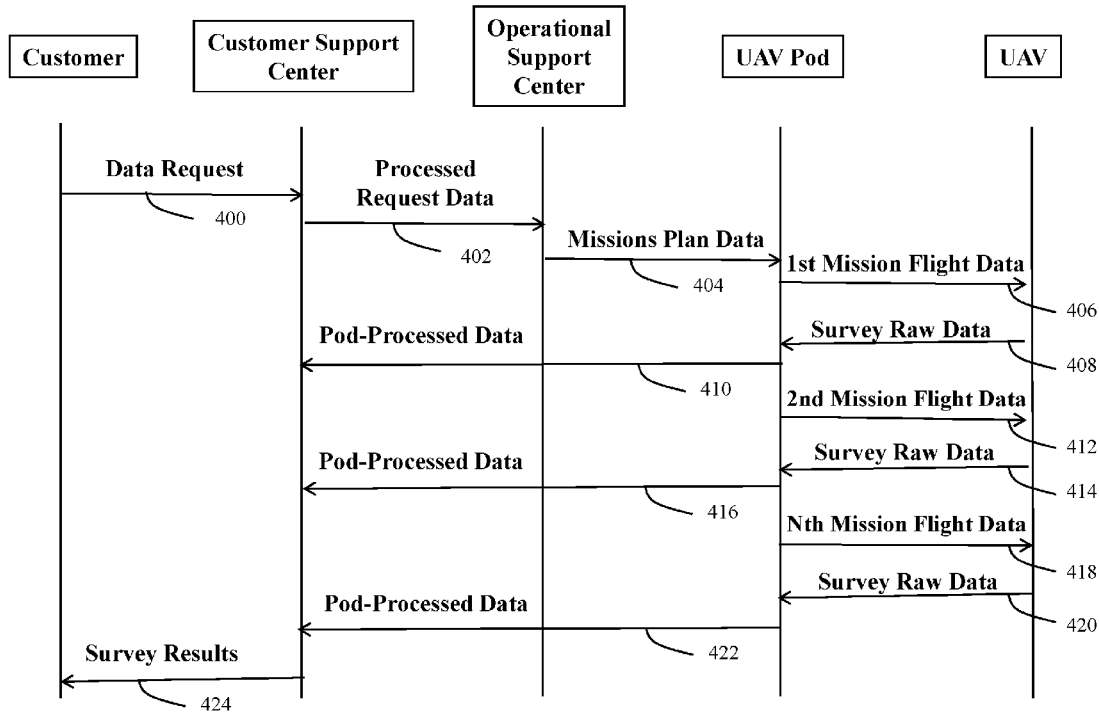 Customer
Customer Support
Center
Operational
Support
Center
UAV Pod
UAV
Data Request
400
Processed
Request Data
402
Missions Plan Data
404
1st Mission Flight Data
406
Survey Raw Data
408
Pod-Processed Data
410
2nd Mission Flight Data
412
Survey Raw Data
414
Pod-Processed Data
416
Nth Mission Flight Data
418
Survey Raw Data
420
Pod-Processed Data
422
Survey Results
424